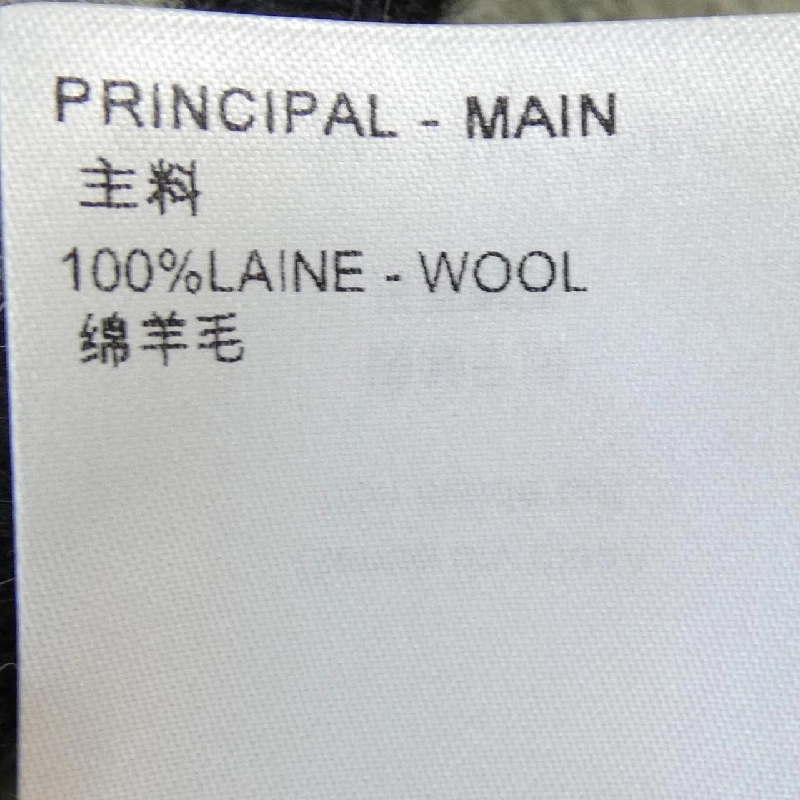 PRINCIPAL - MAIN
主料
100%LAINE - WOOL
绵羊毛